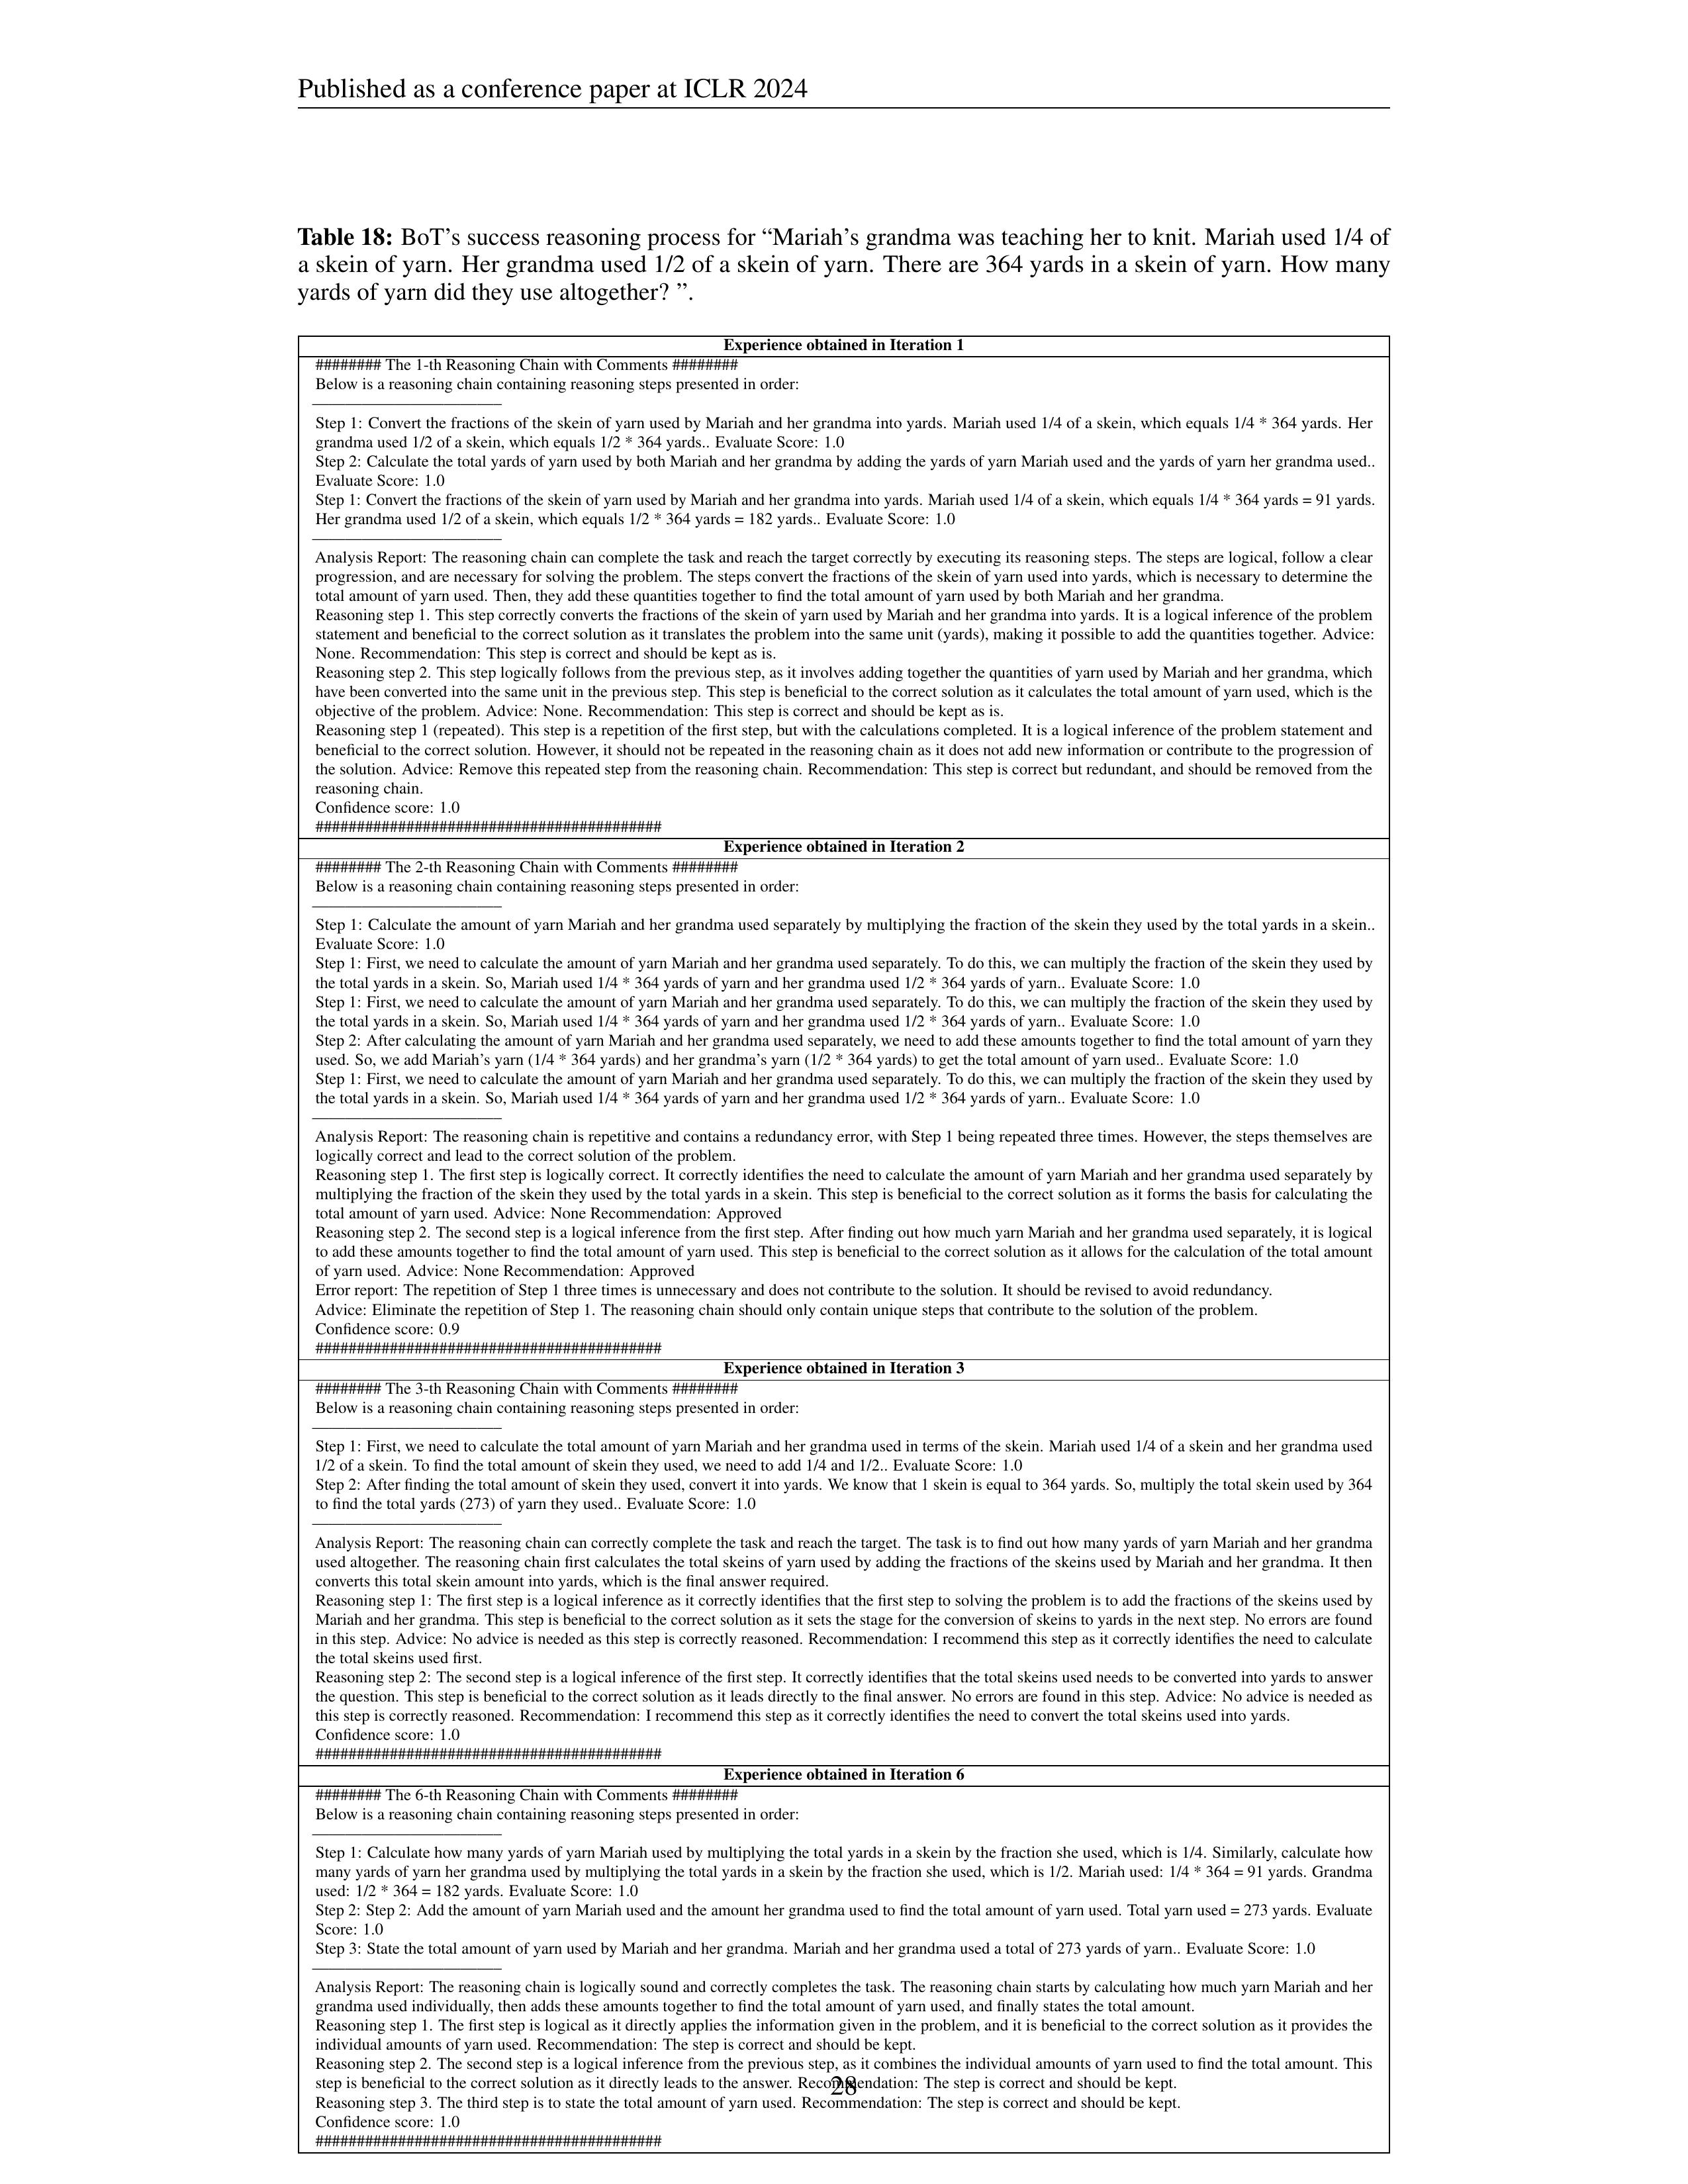 Published as a conference paper at ICLR 2024
Table 18: BoT’s success reasoning process for “Mariah’s grandma was teaching her to knit. Mariah used 1/4 of
a skein of yarn. Her grandma used 1/2 of a skein of yarn. There are 364 yards in a skein of yarn. How many
yards of yarn did they use altogether? ”.
Experience obtained in Iteration 1
######## The 1-th Reasoning Chain with Comments ########
Below is a reasoning chain containing reasoning steps presented in order:
Step 1: Convert the fractions of the skein of yarn used by Mariah and her grandma into yards. Mariah used 1/4 of a skein, which equals 1/4 * 364 yards. Her
grandma used 1/2 of a skein, which equals 1/2 * 364 yards.. Evaluate Score: 1.0
Step 2: Calculate the total yards of yarn used by both Mariah and her grandma by adding the yards of yarn Mariah used and the yards of yarn her grandma used..
Evaluate Score: 1.0
Step 1: Convert the fractions of the skein of yarn used by Mariah and her grandma into yards. Mariah used 1/4 of a skein, which equals 1/4 * 364 yards = 91 yards.
Her grandma used 1/2 of a skein, which equals 1/2 * 364 yards = 182 yards.. Evaluate Score: 1.0
Analysis Report: The reasoning chain can complete the task and reach the target correctly by executing its reasoning steps. The steps are logical, follow a clear
progression, and are necessary for solving the problem. The steps convert the fractions of the skein of yarn used into yards, which is necessary to determine the
total amount of yarn used. Then, they add these quantities together to find the total amount of yarn used by both Mariah and her grandma.
Reasoning step 1. This step correctly converts the fractions of the skein of yarn used by Mariah and her grandma into yards. It is a logical inference of the problem
statement and beneficial to the correct solution as it translates the problem into the same unit (yards), making it possible to add the quantities together. Advice:
None. Recommendation: This step is correct and should be kept as is.
Reasoning step 2. This step logically follows from the previous step, as it involves adding together the quantities of yarn used by Mariah and her grandma, which
have been converted into the same unit in the previous step. This step is beneficial to the correct solution as it calculates the total amount of yarn used, which is the
objective of the problem. Advice: None. Recommendation: This step is correct and should be kept as is.
Reasoning step 1 (repeated). This step is a repetition of the first step, but with the calculations completed. It is a logical inference of the problem statement and
beneficial to the correct solution. However, it should not be repeated in the reasoning chain as it does not add new information or contribute to the progression of
the solution. Advice: Remove this repeated step from the reasoning chain. Recommendation: This step is correct but redundant, and should be removed from the
reasoning chain.
Confidence score: 1.0
##########################################
Experience obtained in Iteration 2
######## The 2-th Reasoning Chain with Comments ########
Below is a reasoning chain containing reasoning steps presented in order:
Step 1: Calculate the amount of yarn Mariah and her grandma used separately by multiplying the fraction of the skein they used by the total yards in a skein..
Evaluate Score: 1.0
Step 1: First, we need to calculate the amount of yarn Mariah and her grandma used separately. To do this, we can multiply the fraction of the skein they used by
the total yards in a skein. So, Mariah used 1/4 * 364 yards of yarn and her grandma used 1/2 * 364 yards of yarn.. Evaluate Score: 1.0
Step 1: First, we need to calculate the amount of yarn Mariah and her grandma used separately. To do this, we can multiply the fraction of the skein they used by
the total yards in a skein. So, Mariah used 1/4 * 364 yards of yarn and her grandma used 1/2 * 364 yards of yarn.. Evaluate Score: 1.0
Step 2: After calculating the amount of yarn Mariah and her grandma used separately, we need to add these amounts together to find the total amount of yarn they
used. So, we add Mariah’s yarn (1/4 * 364 yards) and her grandma’s yarn (1/2 * 364 yards) to get the total amount of yarn used.. Evaluate Score: 1.0
Step 1: First, we need to calculate the amount of yarn Mariah and her grandma used separately. To do this, we can multiply the fraction of the skein they used by
the total yards in a skein. So, Mariah used 1/4 * 364 yards of yarn and her grandma used 1/2 * 364 yards of yarn.. Evaluate Score: 1.0
Analysis Report: The reasoning chain is repetitive and contains a redundancy error, with Step 1 being repeated three times. However, the steps themselves are
logically correct and lead to the correct solution of the problem.
Reasoning step 1. The first step is logically correct. It correctly identifies the need to calculate the amount of yarn Mariah and her grandma used separately by
multiplying the fraction of the skein they used by the total yards in a skein. This step is beneficial to the correct solution as it forms the basis for calculating the
total amount of yarn used. Advice: None Recommendation: Approved
Reasoning step 2. The second step is a logical inference from the first step. After finding out how much yarn Mariah and her grandma used separately, it is logical
to add these amounts together to find the total amount of yarn used. This step is beneficial to the correct solution as it allows for the calculation of the total amount
of yarn used. Advice: None Recommendation: Approved
Error report: The repetition of Step 1 three times is unnecessary and does not contribute to the solution. It should be revised to avoid redundancy.
Advice: Eliminate the repetition of Step 1. The reasoning chain should only contain unique steps that contribute to the solution of the problem.
Confidence score: 0.9
##########################################
Experience obtained in Iteration 3
######## The 3-th Reasoning Chain with Comments ########
Below is a reasoning chain containing reasoning steps presented in order:
Step 1: First, we need to calculate the total amount of yarn Mariah and her grandma used in terms of the skein. Mariah used 1/4 of a skein and her grandma used
1/2 of a skein. To find the total amount of skein they used, we need to add 1/4 and 1/2.. Evaluate Score: 1.0
Step 2: After finding the total amount of skein they used, convert it into yards. We know that 1 skein is equal to 364 yards. So, multiply the total skein used by 364
to find the total yards (273) of yarn they used.. Evaluate Score: 1.0
Analysis Report: The reasoning chain can correctly complete the task and reach the target. The task is to find out how many yards of yarn Mariah and her grandma
used altogether. The reasoning chain first calculates the total skeins of yarn used by adding the fractions of the skeins used by Mariah and her grandma. It then
converts this total skein amount into yards, which is the final answer required.
Reasoning step 1: The first step is a logical inference as it correctly identifies that the first step to solving the problem is to add the fractions of the skeins used by
Mariah and her grandma. This step is beneficial to the correct solution as it sets the stage for the conversion of skeins to yards in the next step. No errors are found
in this step. Advice: No advice is needed as this step is correctly reasoned. Recommendation: I recommend this step as it correctly identifies the need to calculate
the total skeins used first.
Reasoning step 2: The second step is a logical inference of the first step. It correctly identifies that the total skeins used needs to be converted into yards to answer
the question. This step is beneficial to the correct solution as it leads directly to the final answer. No errors are found in this step. Advice: No advice is needed as
this step is correctly reasoned. Recommendation: I recommend this step as it correctly identifies the need to convert the total skeins used into yards.
Confidence score: 1.0
##########################################
Experience obtained in Iteration 6
######## The 6-th Reasoning Chain with Comments ########
Below is a reasoning chain containing reasoning steps presented in order:
Step 1: Calculate how many yards of yarn Mariah used by multiplying the total yards in a skein by the fraction she used, which is 1/4. Similarly, calculate how
many yards of yarn her grandma used by multiplying the total yards in a skein by the fraction she used, which is 1/2. Mariah used: 1/4 * 364 = 91 yards. Grandma
used: 1/2 * 364 = 182 yards. Evaluate Score: 1.0
Step 2: Step 2: Add the amount of yarn Mariah used and the amount her grandma used to find the total amount of yarn used. Total yarn used = 273 yards. Evaluate
Score: 1.0
Step 3: State the total amount of yarn used by Mariah and her grandma. Mariah and her grandma used a total of 273 yards of yarn.. Evaluate Score: 1.0
Analysis Report: The reasoning chain is logically sound and correctly completes the task. The reasoning chain starts by calculating how much yarn Mariah and her
grandma used individually, then adds these amounts together to find the total amount of yarn used, and finally states the total amount.
Reasoning step 1. The first step is logical as it directly applies the information given in the problem, and it is beneficial to the correct solution as it provides the
individual amounts of yarn used. Recommendation: The step is correct and should be kept.
Reasoning step 2. The second step is a logical inference from the previous step, as it combines the individual amounts of yarn used to find the total amount. This
step is beneficial to the correct solution as it directly leads to the answer. Recommendation: The step is correct and should be kept.
28
Reasoning step 3. The third step is to state the total amount of yarn used. Recommendation: The step is correct and should be kept.
Confidence score: 1.0
##########################################